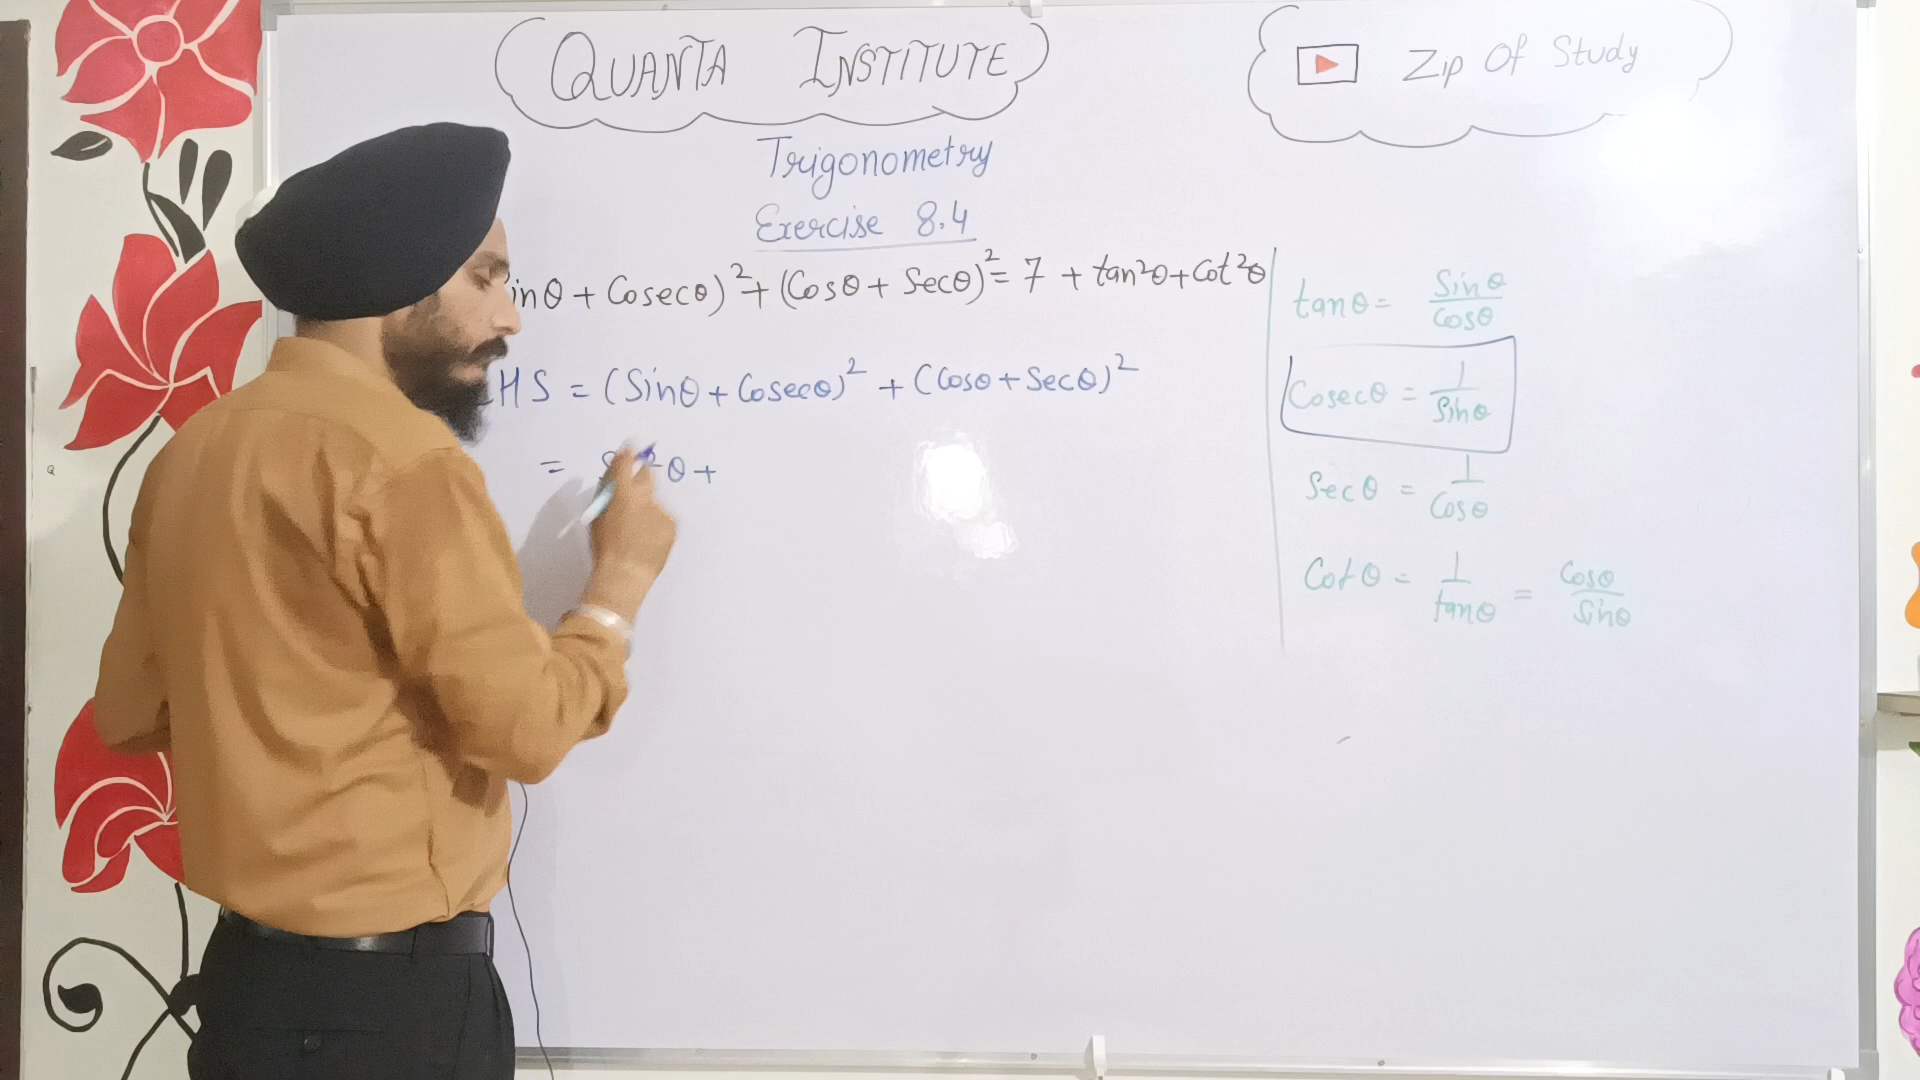 QUANTA INSTITUTE
Zip Of Study
Trigonometry
Exercise 8.4
inθ + Cosecθ)² + (Cosθ + Secθ)² = 7 + tan²θ + Cot²θ
HS = (Sinθ + Cosecθ)² + (Cosθ + Secθ)²
= S ²θ +
tanθ = Sinθ / Cosθ
Cosecθ = 1 / Sinθ
Secθ = 1 / Cosθ
Cotθ = 1 / tanθ = Cosθ / Sinθ